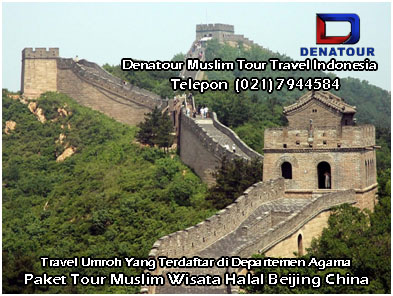 DENATOUR
Denatour Muslim Tour Travel Indonesia
Telepon (021) 7944584
Travel Umroh Yang Terdaftar di Departemen Agama
Paket Tour Muslim Wisata Halal Beijing China